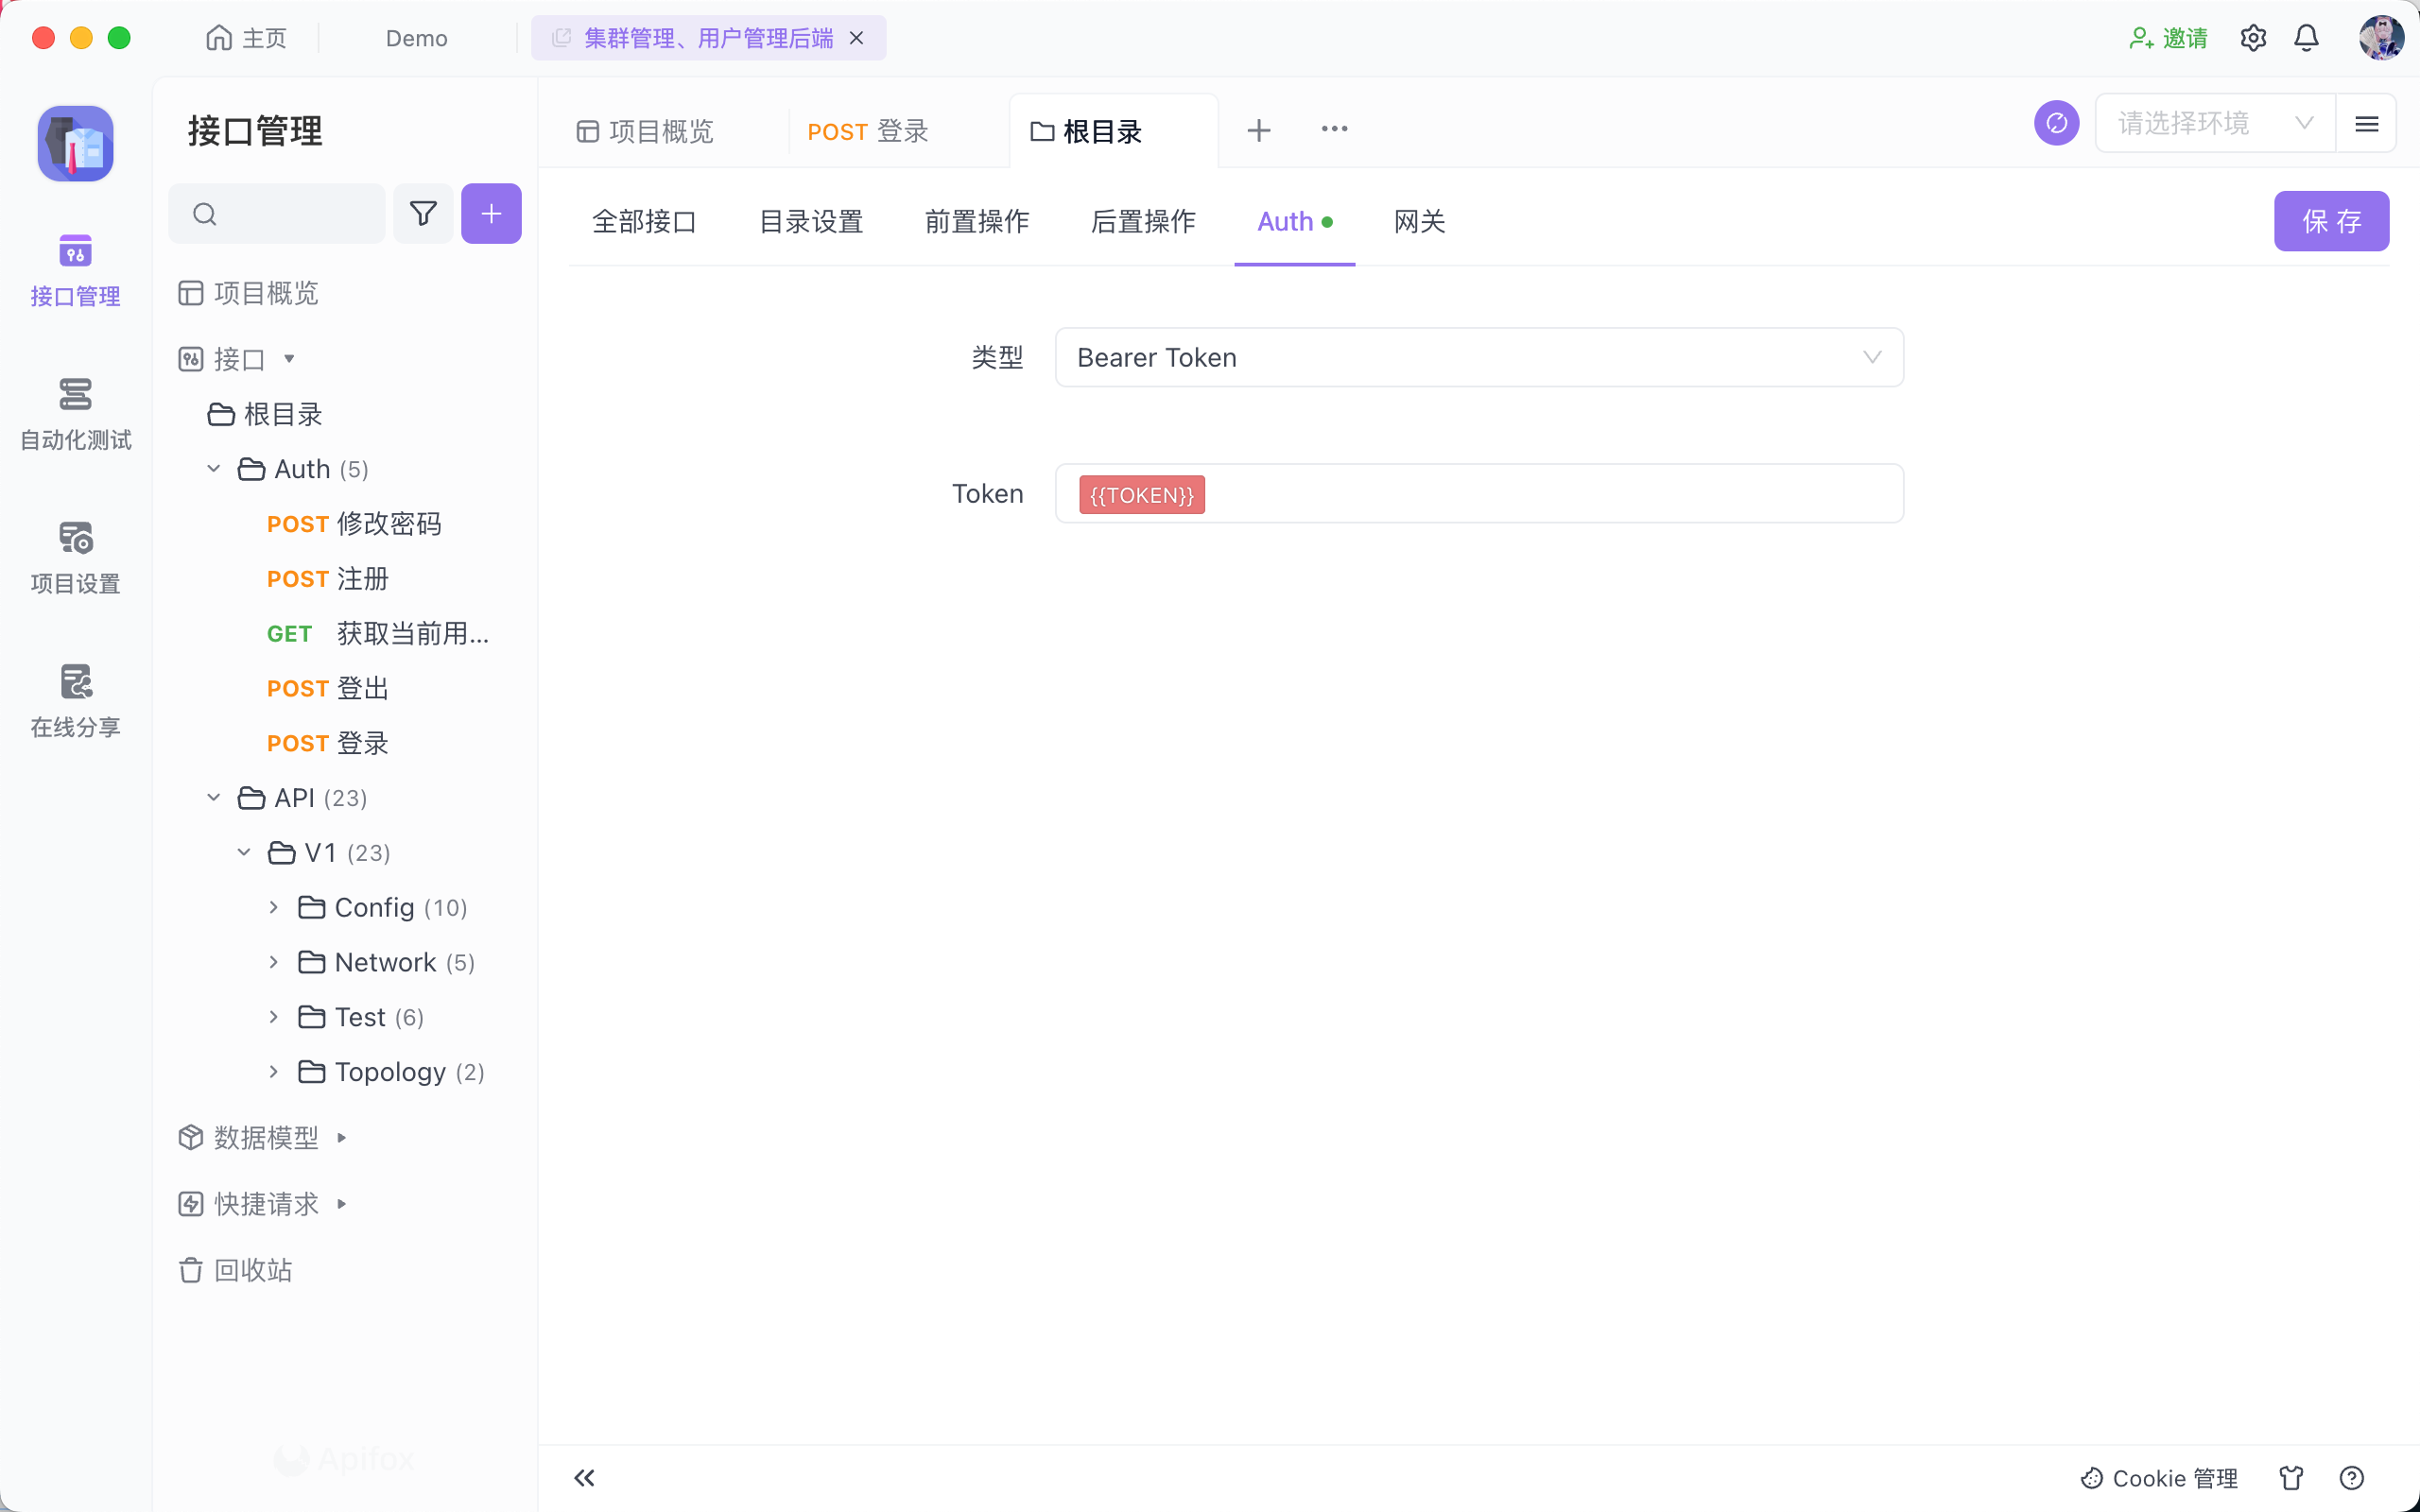 主页
Demo
集群管理、用户管理后端
邀请
接口管理
自动化测试
项目设置
在线分享
接口管理
项目概览
接口
根目录
Auth (5)
POST 修改密码
POST 注册
GET 获取当前用...
POST 登出
POST 登录
API (23)
V1 (23)
Config (10)
Network (5)
Test (6)
Topology (2)
数据模型
快捷请求
回收站
Apifox
项目概览
POST 登录
根目录
请选择环境
全部接口
目录设置
前置操作
后置操作
Auth
网关
保 存
类型
Bearer Token
Token
{{TOKEN}}
Cookie 管理